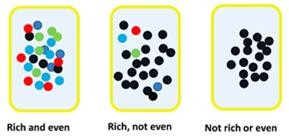 Rich and even
Rich, not even
Not rich or even